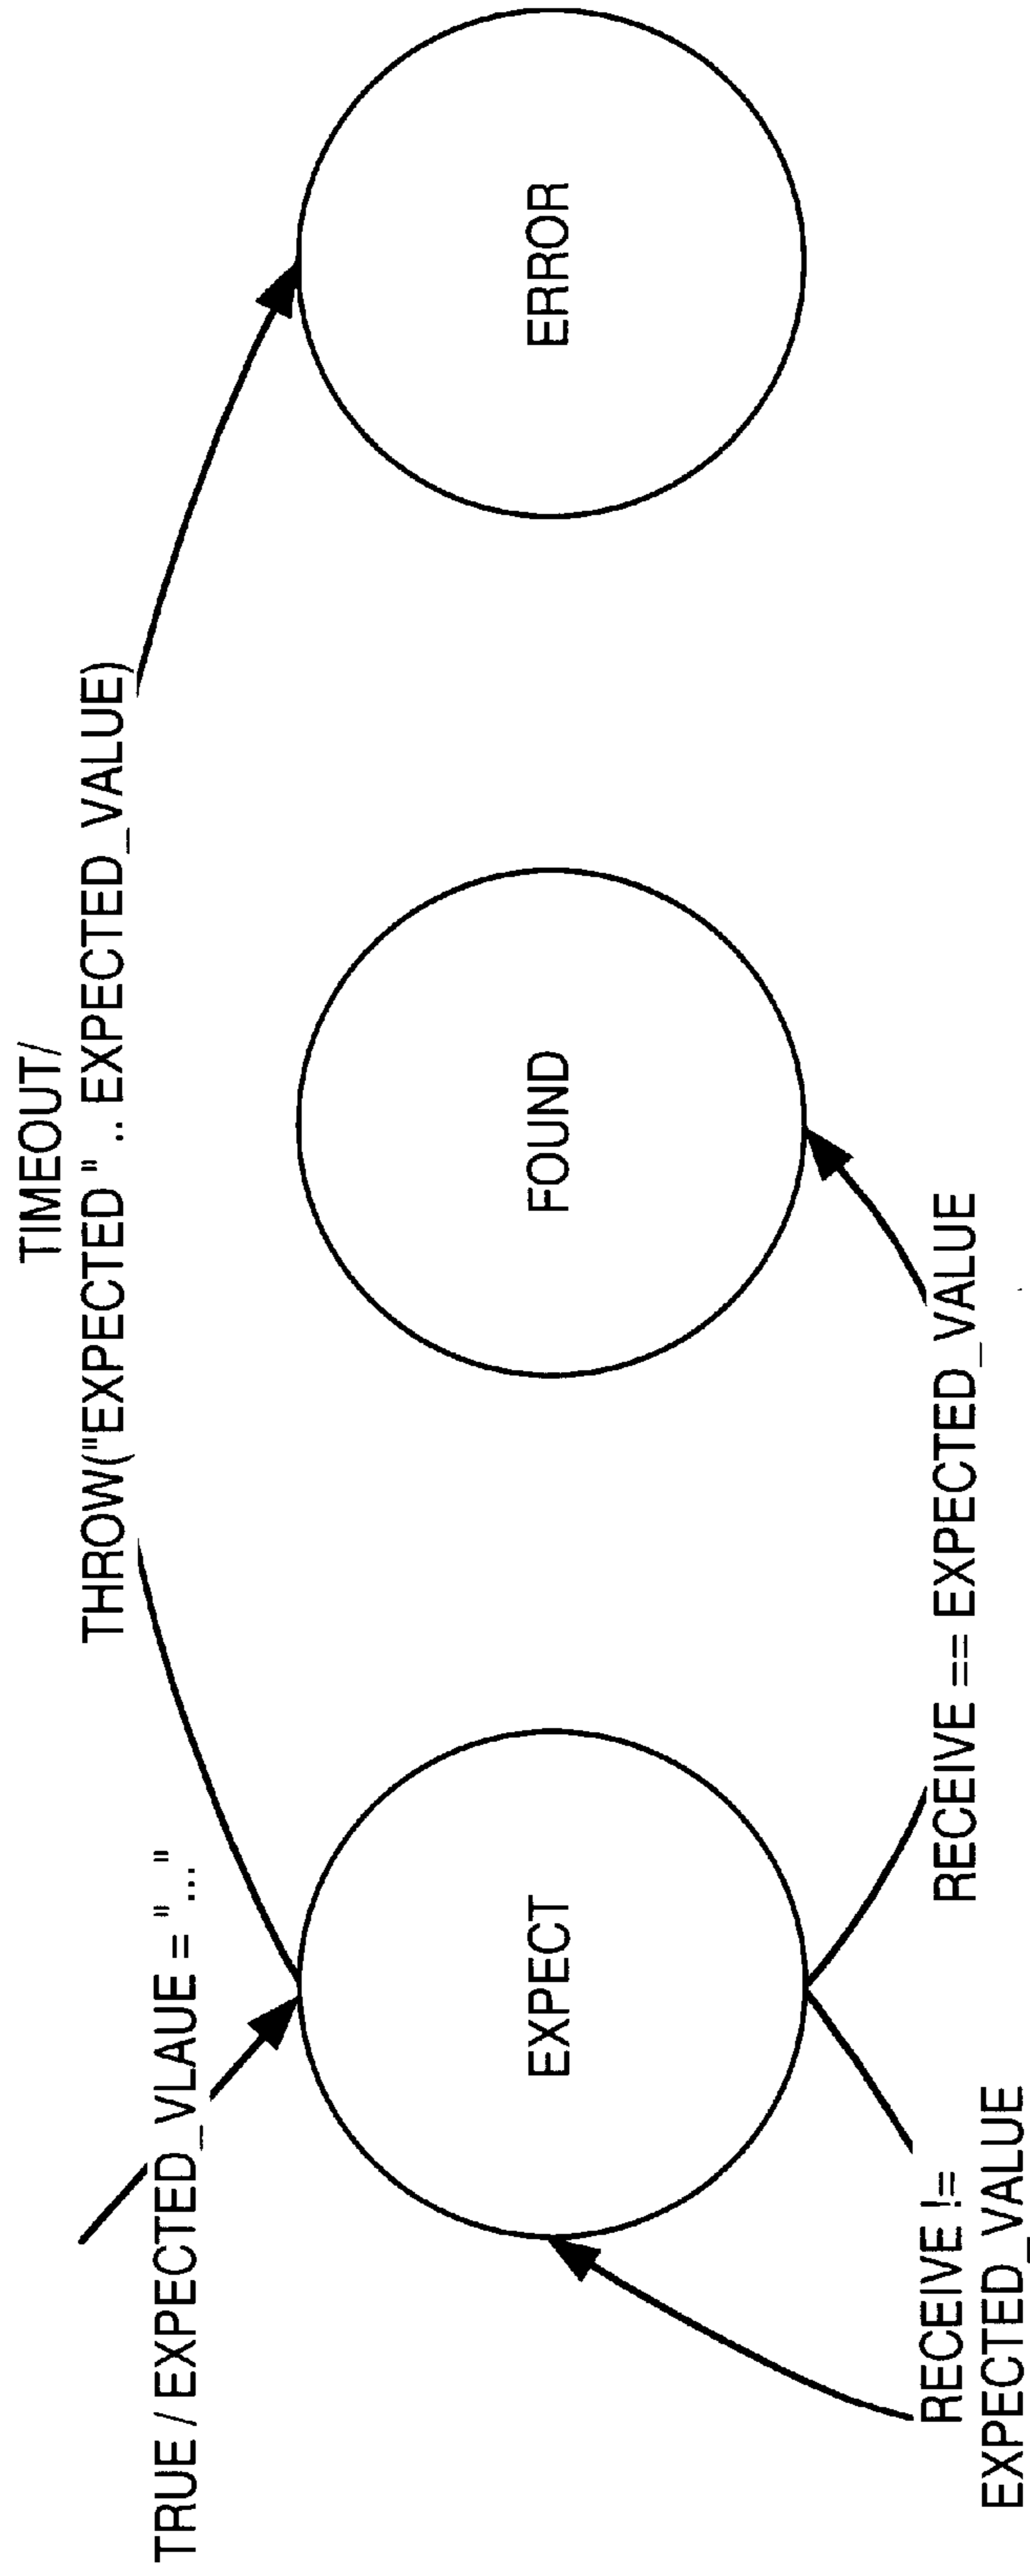 TIMEOUT/
THROW("EXPECTED " .. EXPECTED_VALUE)
TRUE / EXPECTED_VLAUE = "..."
EXPECT
FOUND
ERROR
RECEIVE == EXPECTED_VALUE
RECEIVE !=
EXPECTED_VALUE